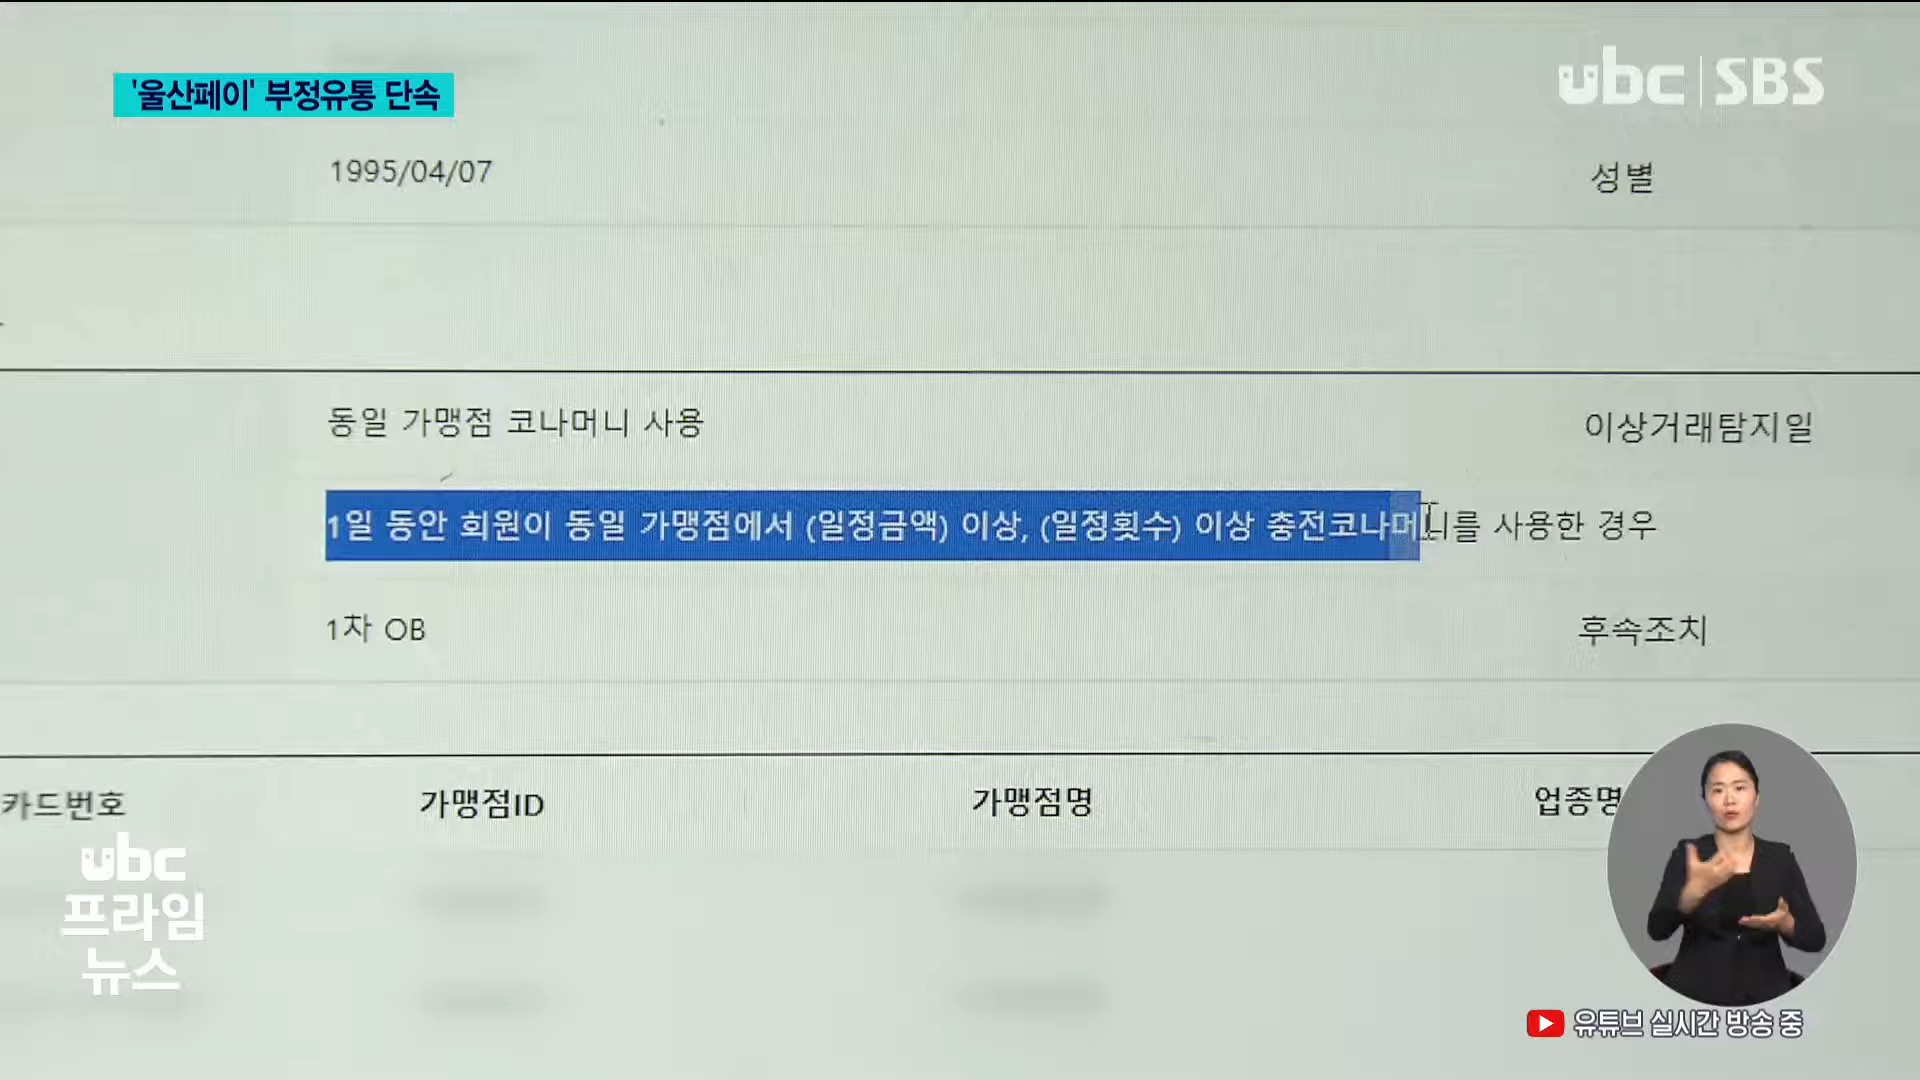 '울산페이' 부정유통 단속
ubc SBS
1995/04/07
성별
동일 가맹점 코나머니 사용
이상거래탐지일
1일 동안 회원이 동일 가맹점에서 (일정금액) 이상, (일정횟수) 이상 충전코나머니를 사용한 경우
1차 OB
후속조치
카드번호
가맹점ID
가맹점명
업종명
ubc
프라임
뉴스
유튜브 실시간 방송 중